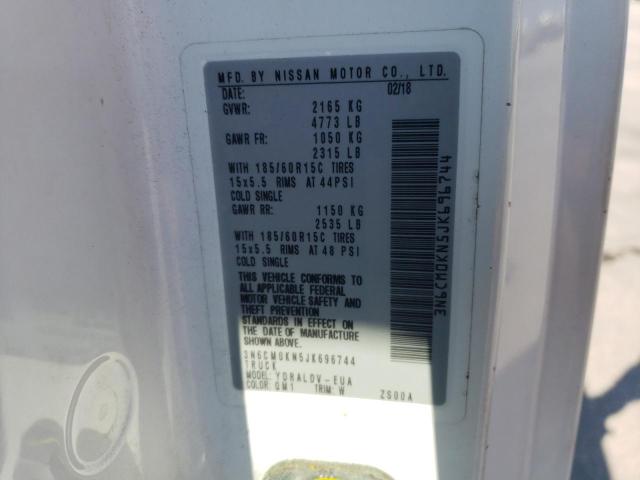 MFD. BY NISSAN MOTOR CO., LTD.
DATE: 02/18
GVWR: 2165 KG
4773 LB
GAWR FR: 1050 KG
2315 LB
WITH 185/60R15C TIRES
15x5.5 RIMS AT 44PSI
COLD SINGLE
GAWR RR: 1150 KG
2535 LB
WITH 185/60R15C TIRES
15x5.5 RIMS AT 48 PSI
COLD SINGLE
THIS VEHICLE CONFORMS TO
ALL APPLICABLE FEDERAL
MOTOR VEHICLE SAFETY AND
THEFT PREVENTION
STANDARDS IN EFFECT ON
THE DATE OF MANUFACTURE
SHOWN ABOVE.
3N6CM0KN5JK696744
TRUCK
MODEL: YDRALDV-EUA
COLOR: QM1 TRIM: W ZS00A
3N6CM0KN5JK696744